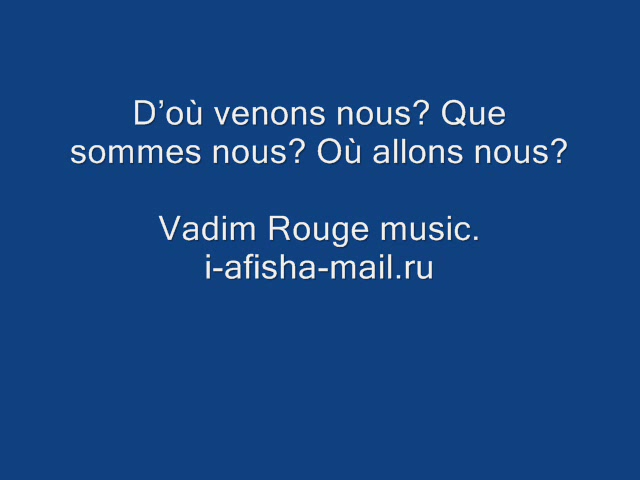 D’où venons nous? Que
sommes nous? Où allons nous?
Vadim Rouge music.
i-afisha-mail.ru